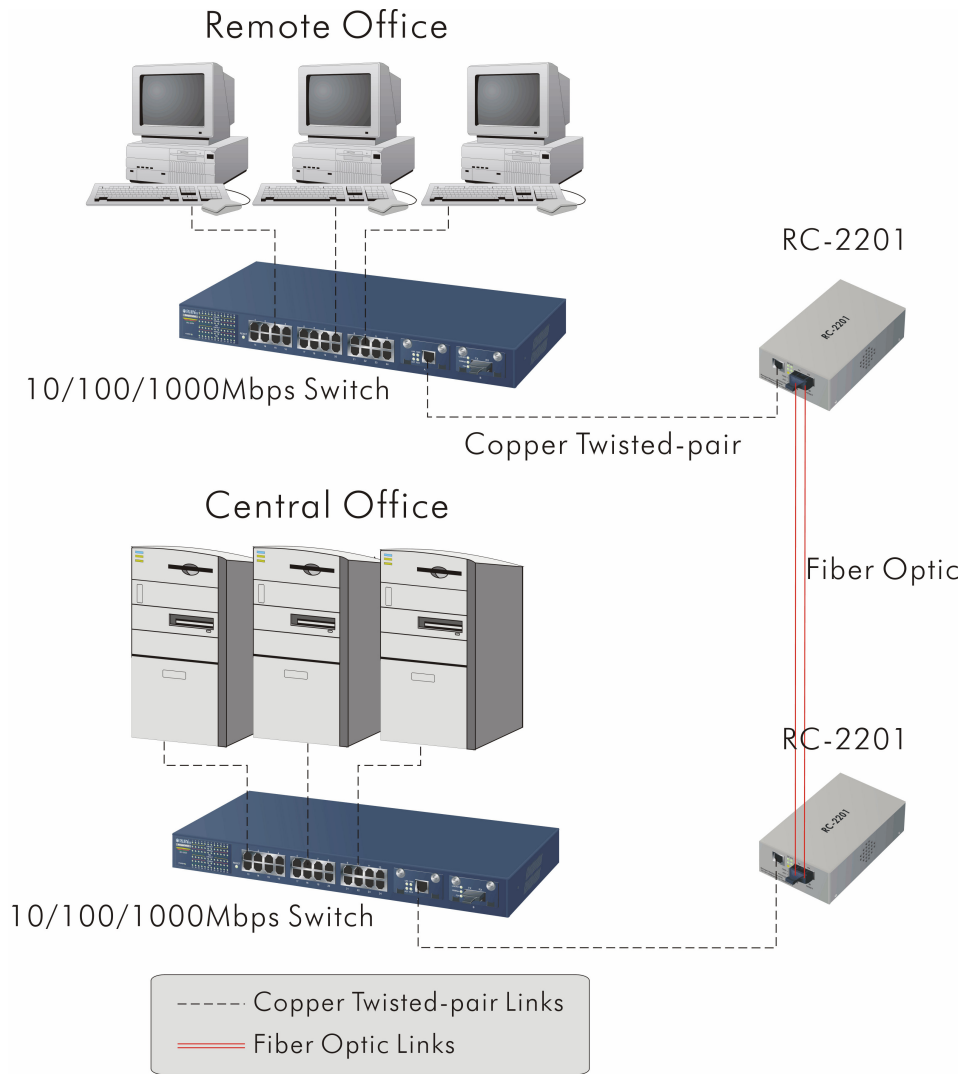 Remote Office
RC-2201
RC-2201
10/100/1000Mbps Switch
Copper Twisted-pair
Central Office
Fiber Optic
RC-2201
RC-2201
10/100/1000Mbps Switch
Copper Twisted-pair Links
Fiber Optic Links